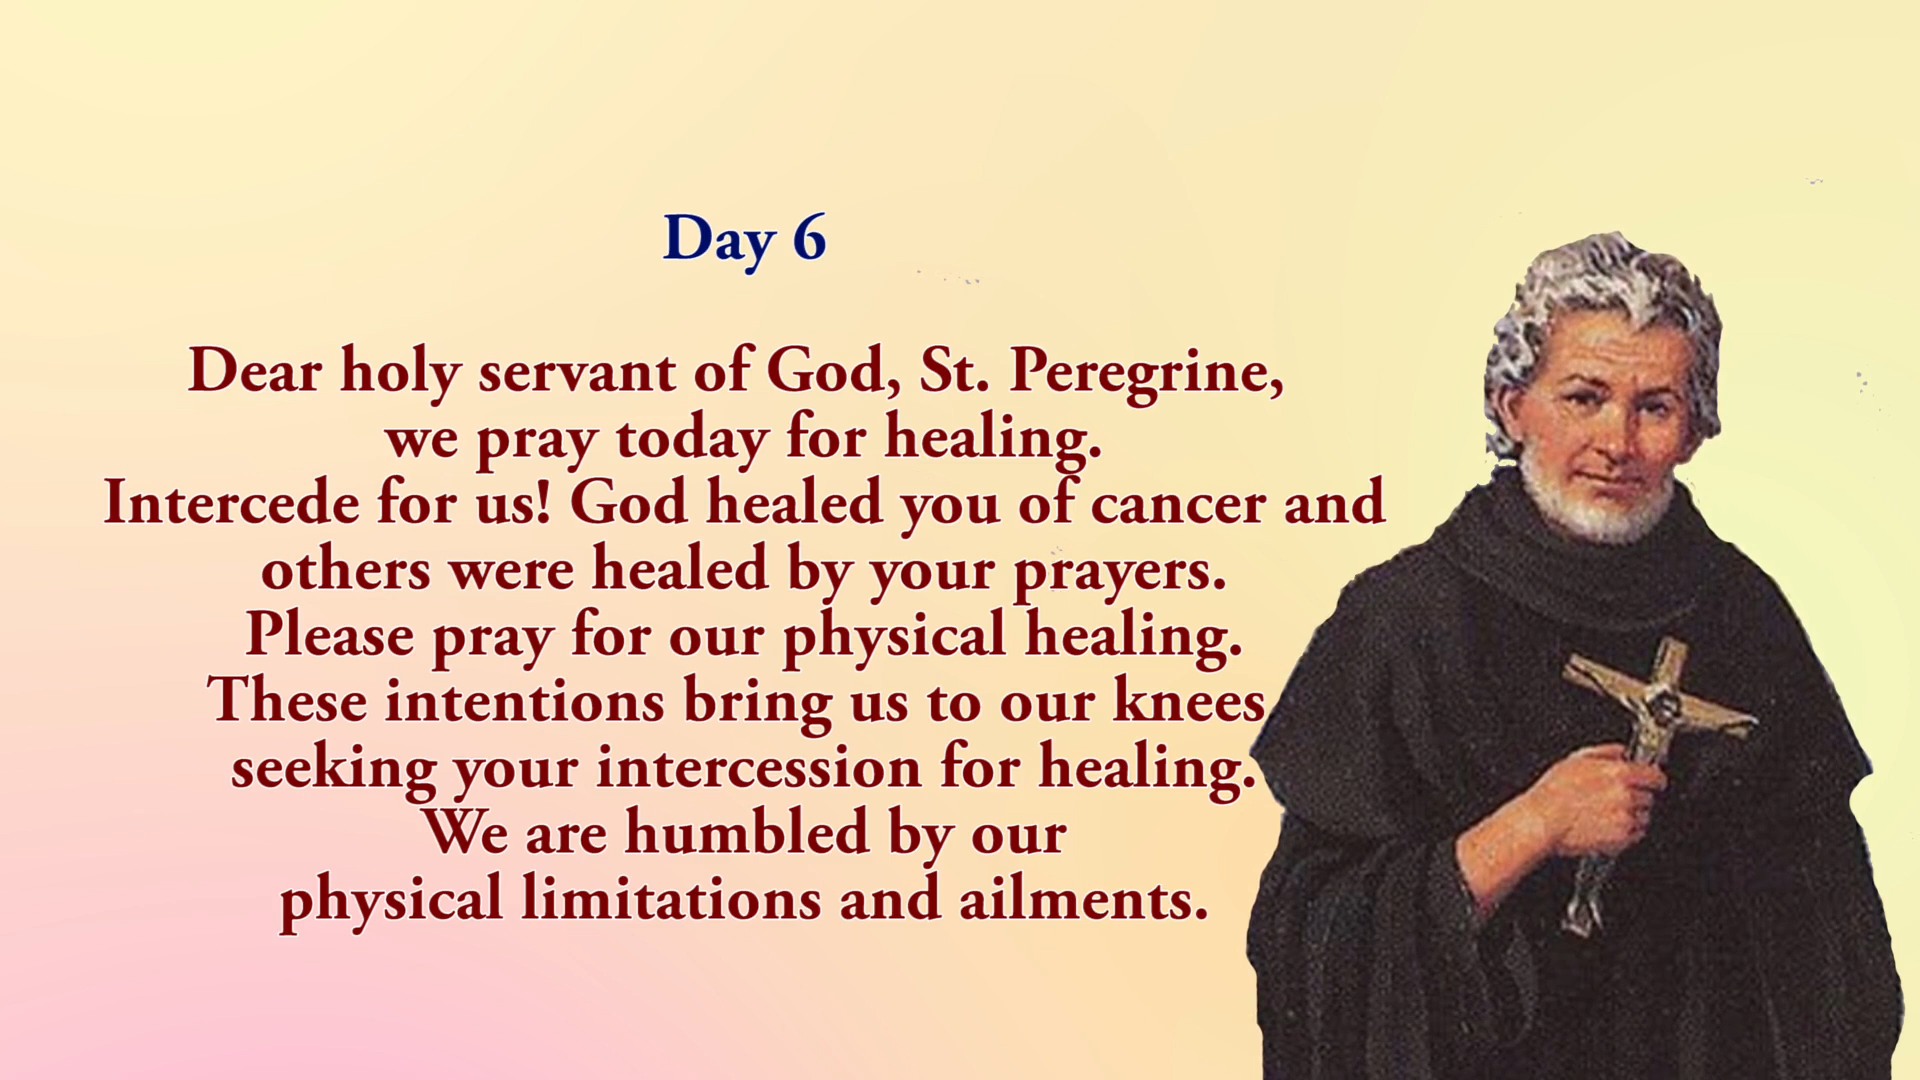 Day 6
Dear holy servant of God, St. Peregrine,
we pray today for healing.
Intercede for us! God healed you of cancer and
others were healed by your prayers.
Please pray for our physical healing.
These intentions bring us to our knees
seeking your intercession for healing.
We are humbled by our
physical limitations and ailments.